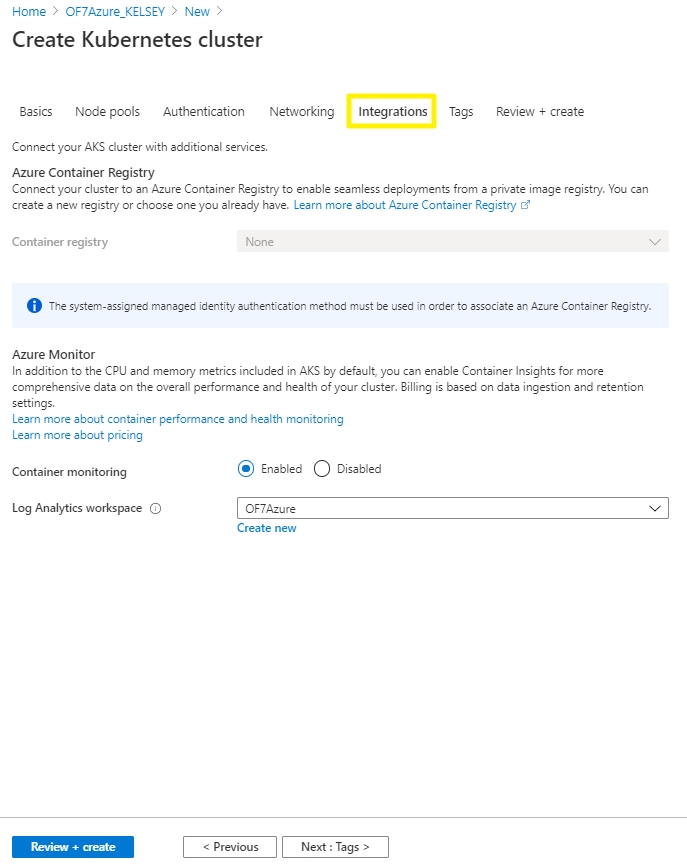 Home > OF7Azure_KELSEY > New >
Create Kubernetes cluster
Basics Node pools Authentication Networking Integrations Tags Review + create
Connect your AKS cluster with additional services.
Azure Container Registry
Connect your cluster to an Azure Container Registry to enable seamless deployments from a private image registry. You can
create a new registry or choose one you already have. Learn more about Azure Container Registry
Container registry None
The system-assigned managed identity authentication method must be used in order to associate an Azure Container Registry.
Azure Monitor
In addition to the CPU and memory metrics included in AKS by default, you can enable Container Insights for more
comprehensive data on the overall performance and health of your cluster. Billing is based on data ingestion and retention
settings.
Learn more about container performance and health monitoring
Learn more about pricing
Container monitoring Enabled Disabled
Log Analytics workspace OF7Azure
Create new
Review + create < Previous Next : Tags >